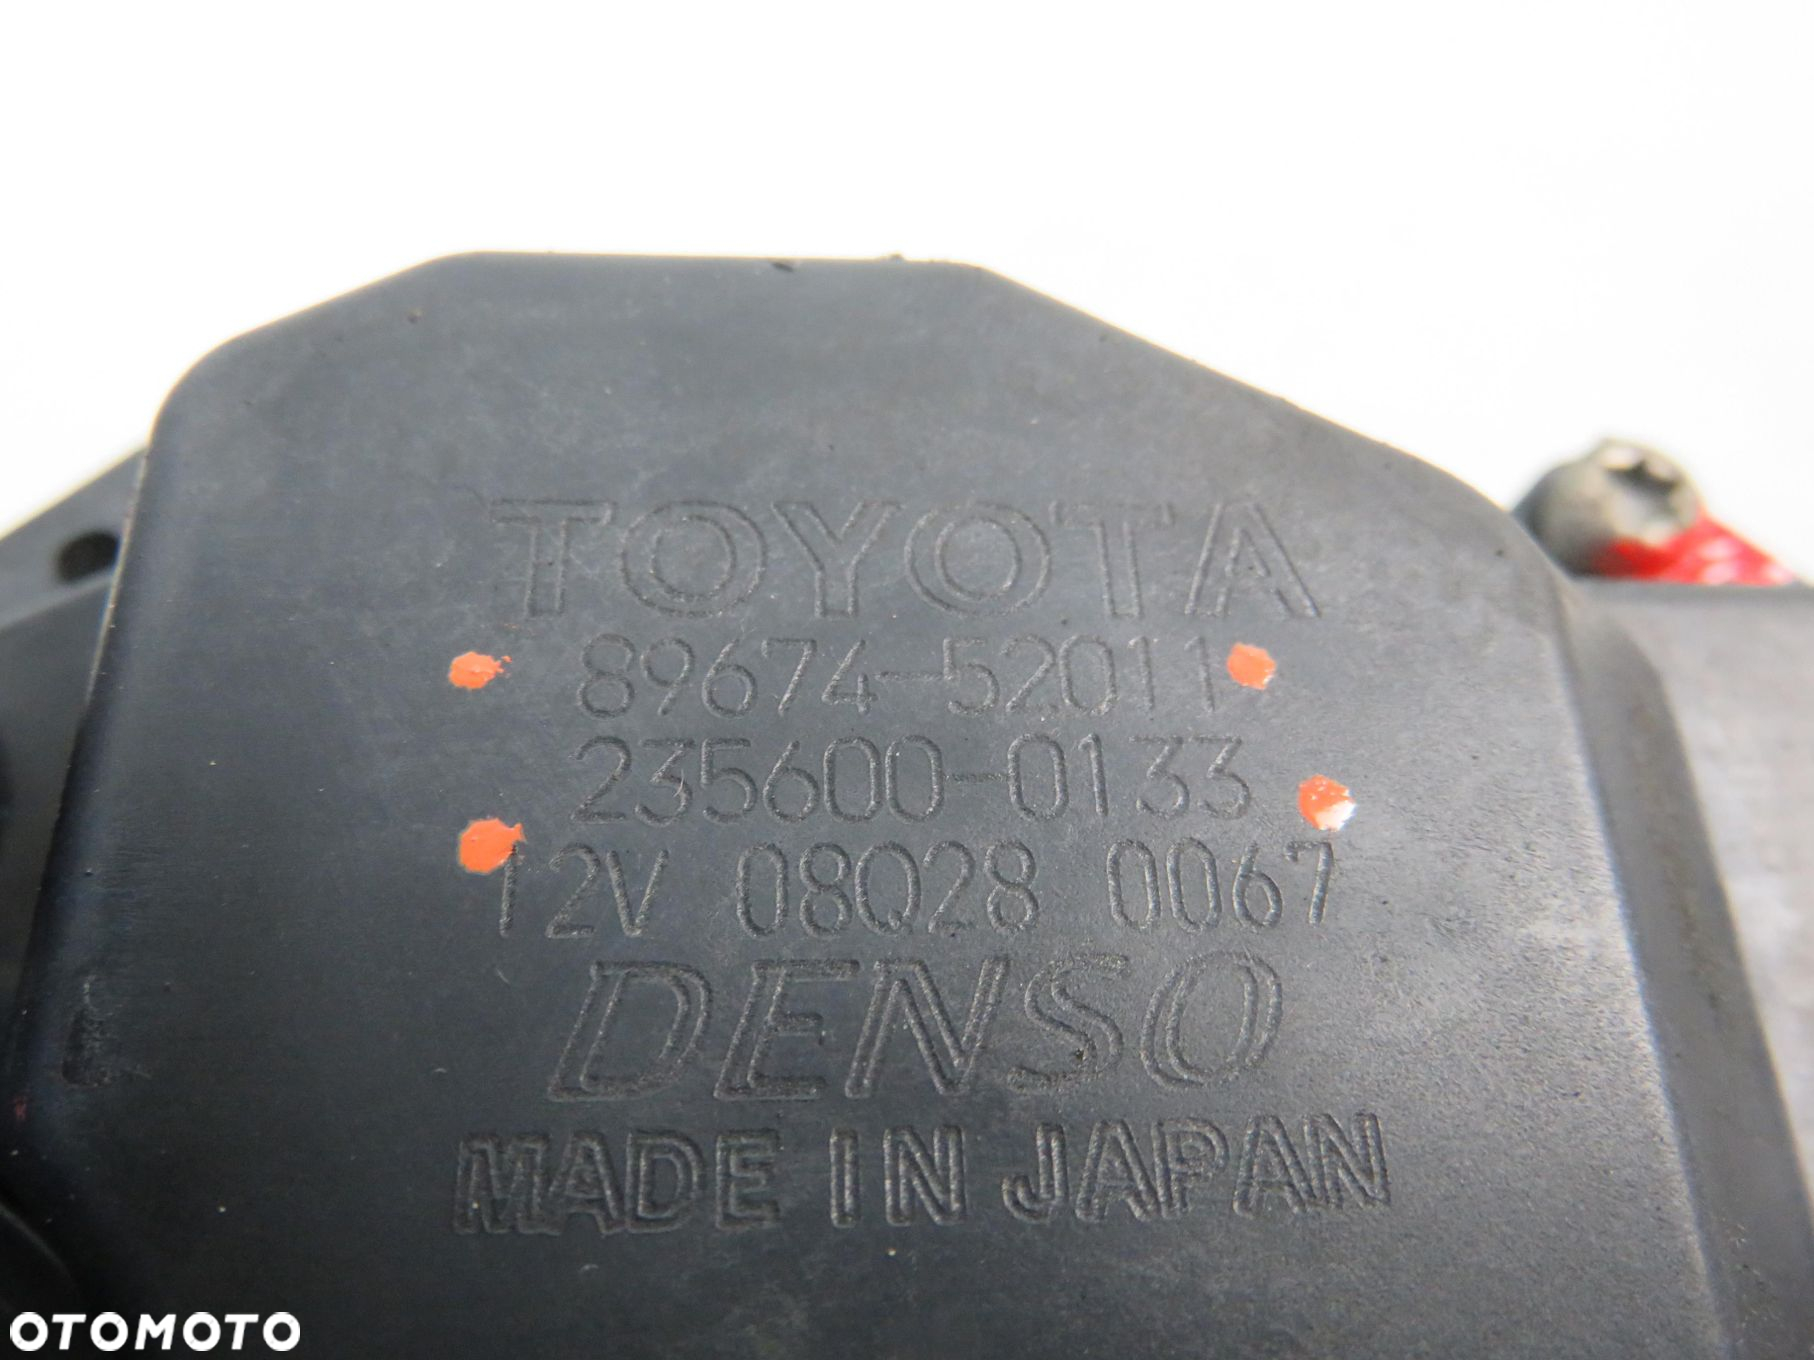 TOYOTA
89674-52011
235600-0133
12V 08Q28 0067
DENSO
MADE IN JAPAN
OTOMOTO